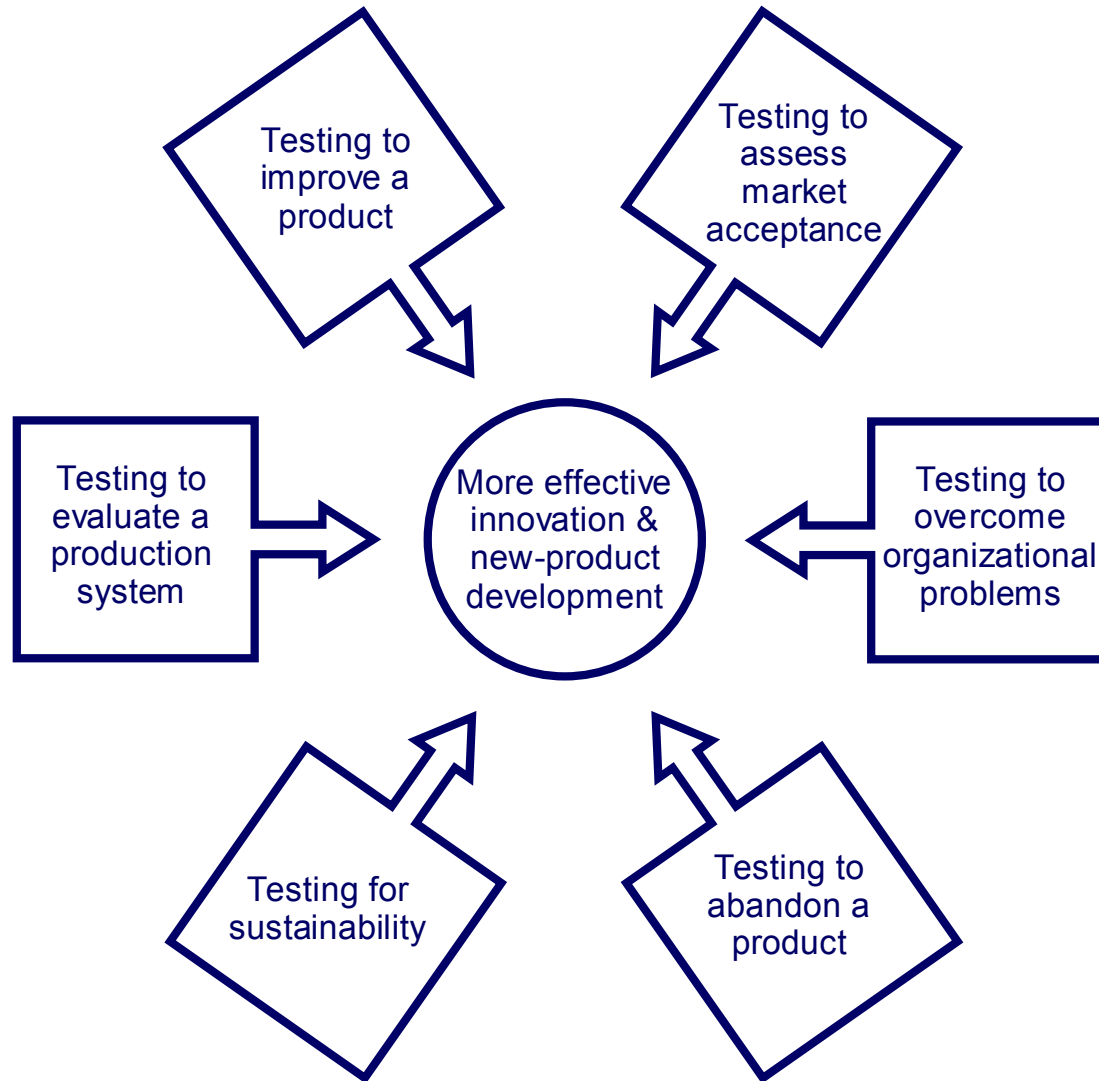 Testing to
improve a
product
Testing to
assess
market
acceptance
Testing to
evaluate a
production
system
More effective
innovation &
new-product
development
Testing to
overcome
organizational
problems
Testing for
sustainability
Testing to
abandon a
product